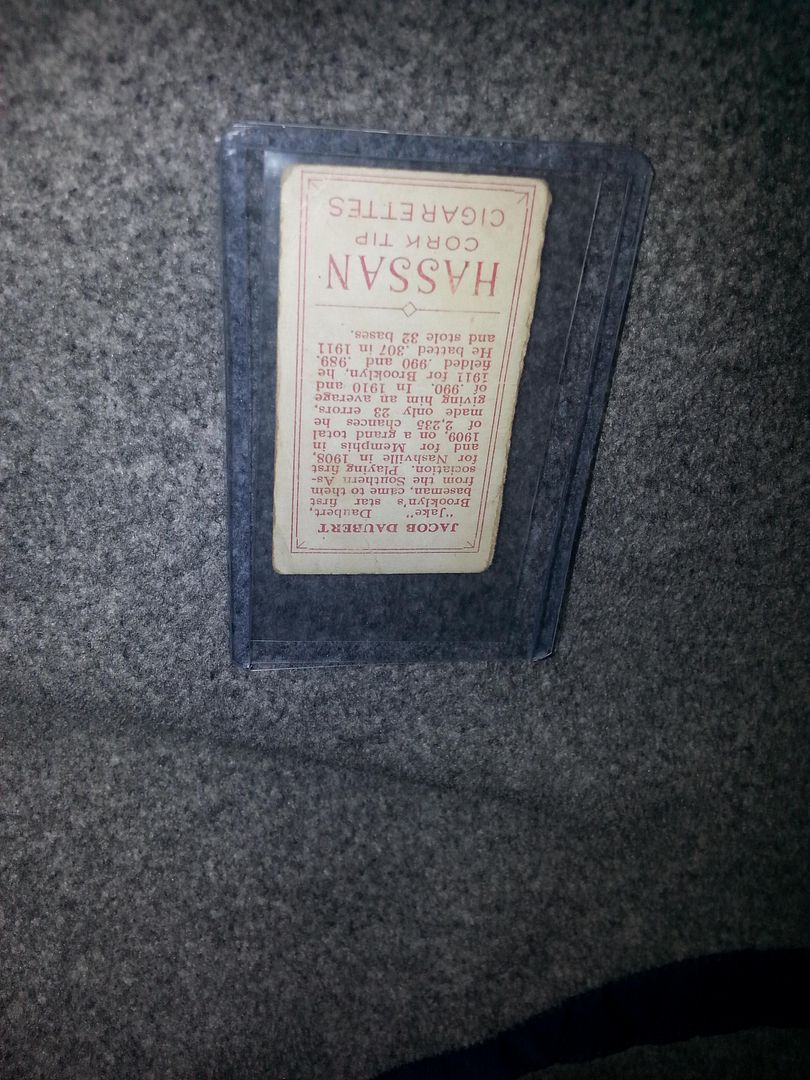 JACOB DAUBERT
"Jake" Daubert,
Brooklyn's star first
baseman, came to them
from the Southern As-
sociation. Playing first
for Nashville in 1908,
and for Memphis in
1909, on a grand total
of 2,235 chances he
made only 23 errors,
giving him an average
of .990. In 1910 and
1911 for Brooklyn, he
fielded .990 and .989.
He batted .307 in 1911
and stole 32 bases.
HASSAN
CORK TIP
CIGARETTES